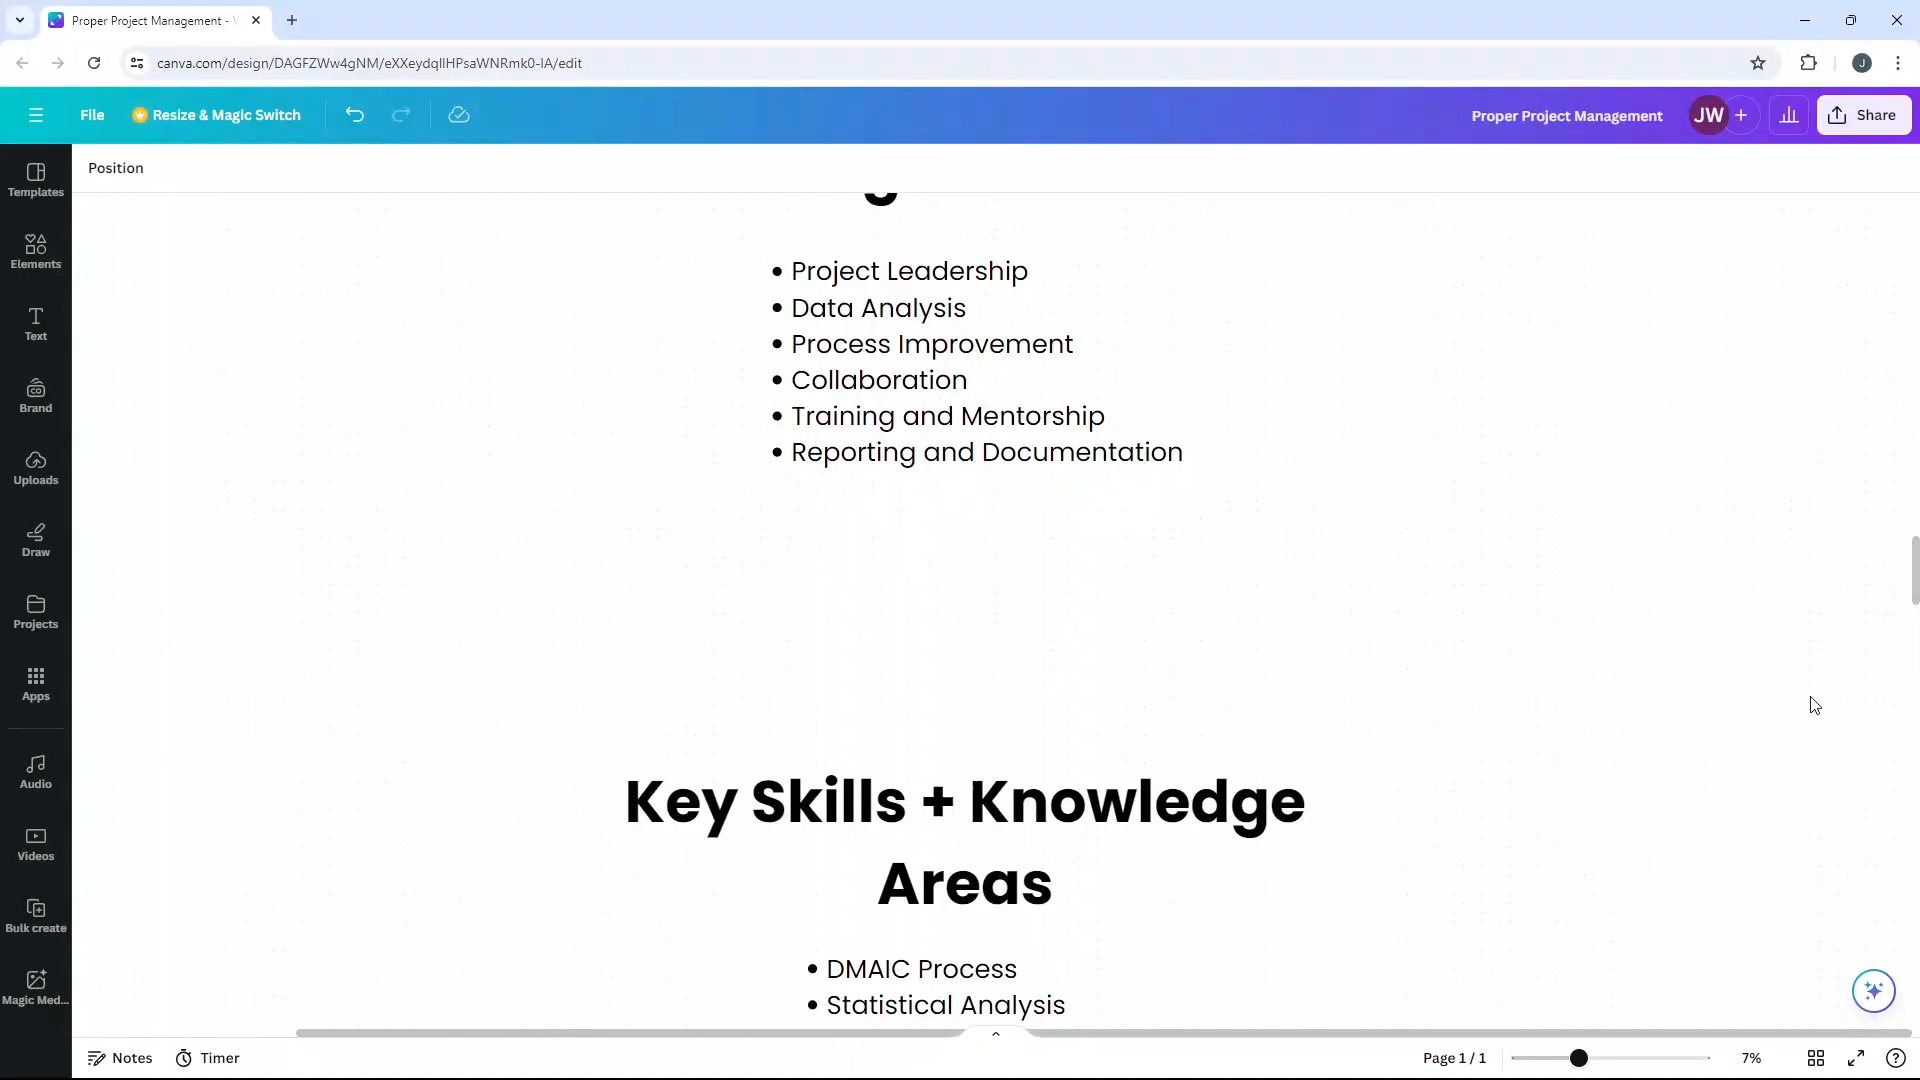 Proper Project Management -
canva.com/design/DAGFZWw4gNM/eXXeydqIlHPsaWNRmk0-IA/edit
J
File
Resize & Magic Switch
Proper Project Management
JW
+
Share
Position
Templates
Elements
Text
Brand
Uploads
Draw
Projects
Apps
Audio
Videos
Bulk create
Magic Med...
• Project Leadership
• Data Analysis
• Process Improvement
• Collaboration
• Training and Mentorship
• Reporting and Documentation
Key Skills + Knowledge
Areas
• DMAIC Process
• Statistical Analysis
Notes
Timer
Page 1 / 1
7%